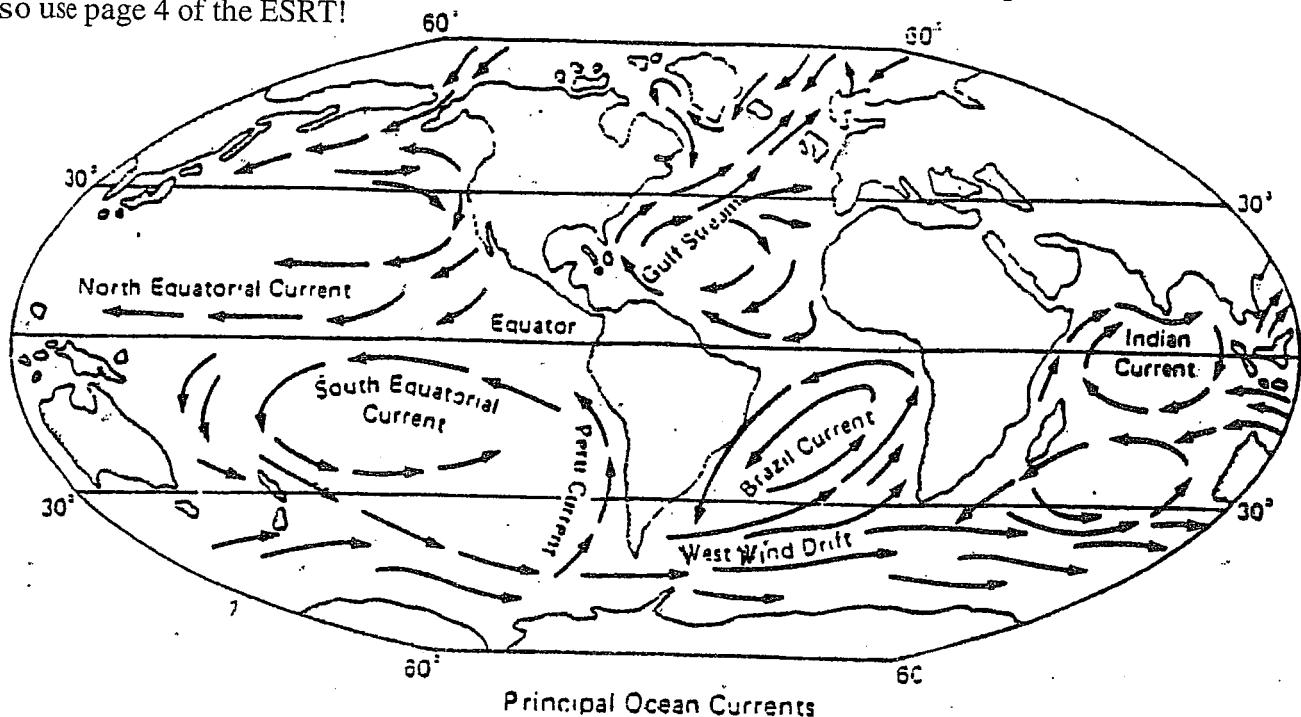 so use page 4 of the ESRT!
60°
60°
30°
30°
Gulf Stream
North Equatorial Current
Equator
Indian
Current
South Equatorial
Current
Peru Current
Brazil Current
30°
30°
West Wind Drift
60°
60
Principal Ocean Currents